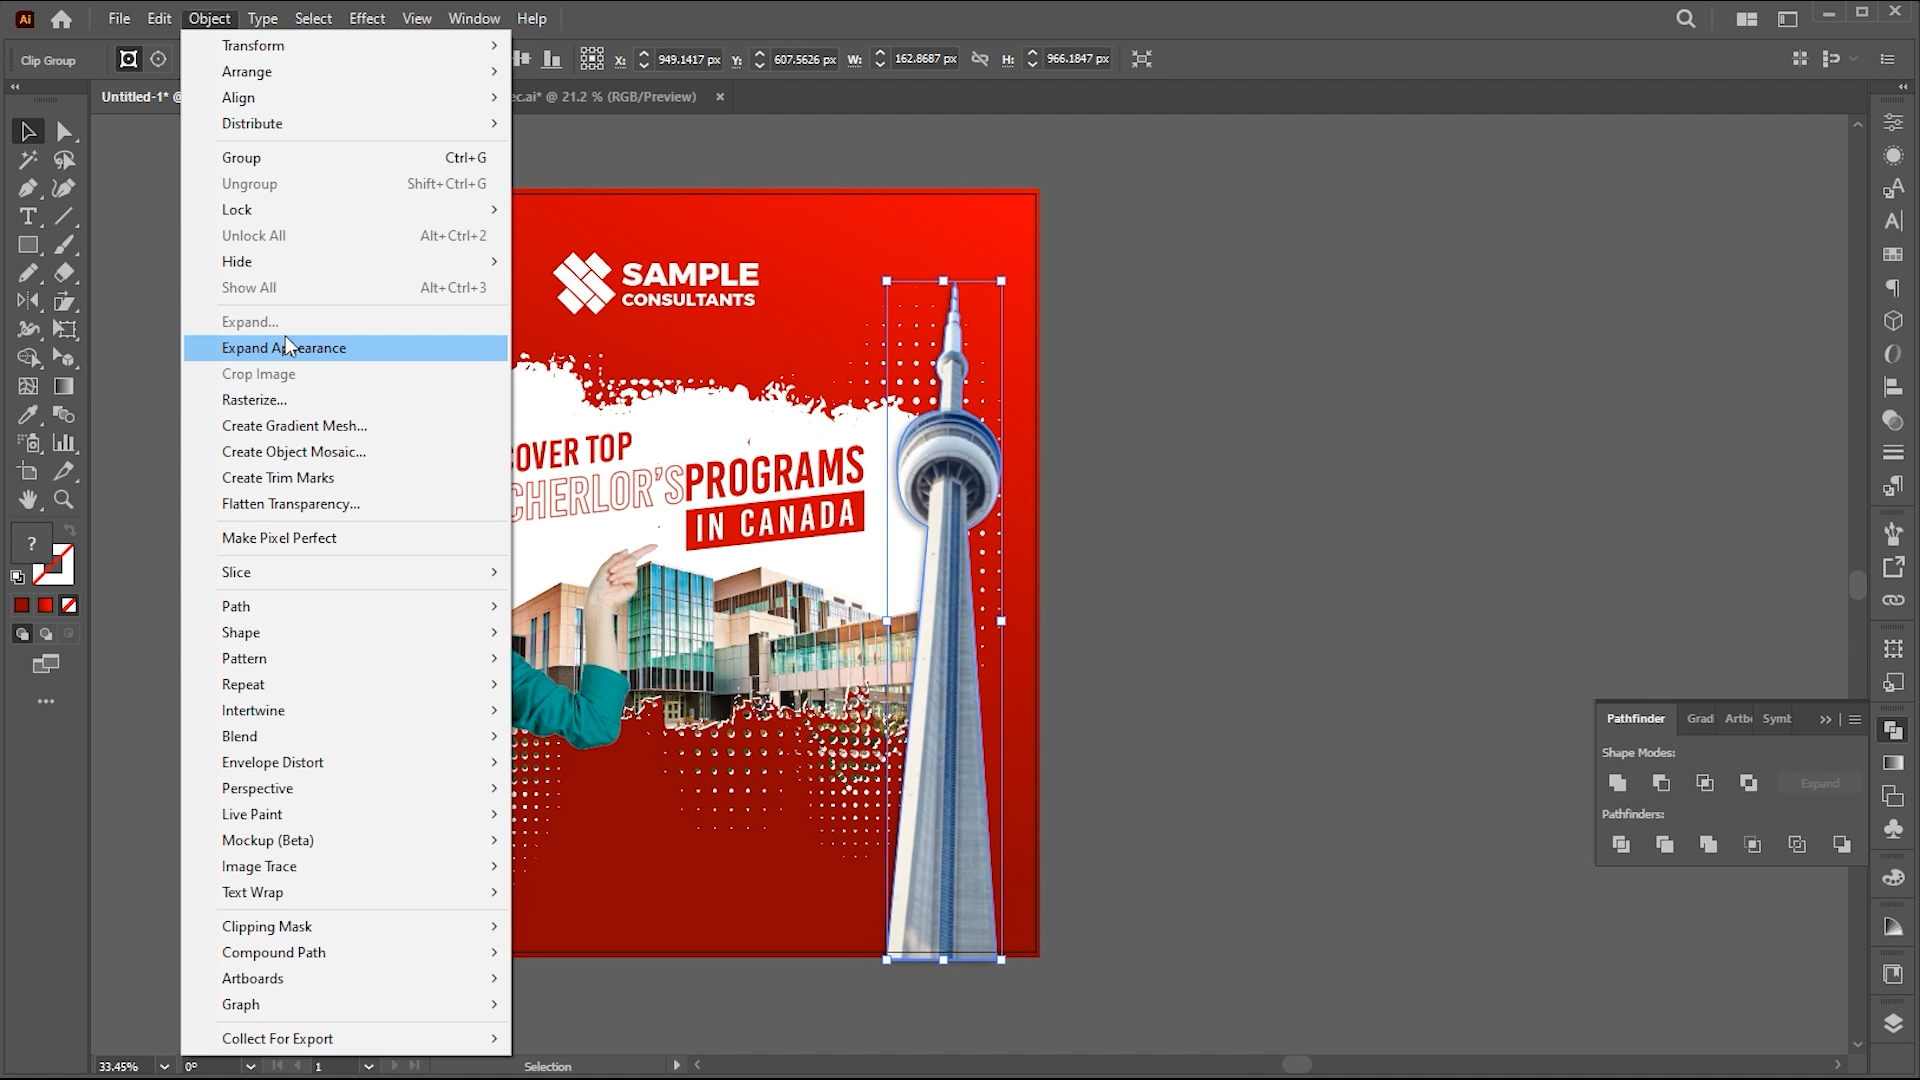 Ai
File Edit Object Type Select Effect View Window Help
Clip Group
X: 949.1417 px Y: 607.5626 px W: 162.8687 px H: 966.1847 px
Untitled-1* @
ec.ai* @ 21.2 % (RGB/Preview)
Transform
Arrange
Align
Distribute
Group Ctrl+G
Ungroup Shift+Ctrl+G
Lock
Unlock All Alt+Ctrl+2
Hide
Show All Alt+Ctrl+3
Expand...
Expand Appearance
Crop Image
Rasterize...
Create Gradient Mesh...
Create Object Mosaic...
Create Trim Marks
Flatten Transparency...
Make Pixel Perfect
Slice
Path
Shape
Pattern
Repeat
Intertwine
Blend
Envelope Distort
Perspective
Live Paint
Mockup (Beta)
Image Trace
Text Wrap
Clipping Mask
Compound Path
Artboards
Graph
Collect For Export
SAMPLE
CONSULTANTS
COVER TOP
CHERLOR'S PROGRAMS
IN CANADA
?
Pathfinder Grad Artb Symb
Shape Modes:
Expand
Pathfinders:
33.45% 0° 1 Selection